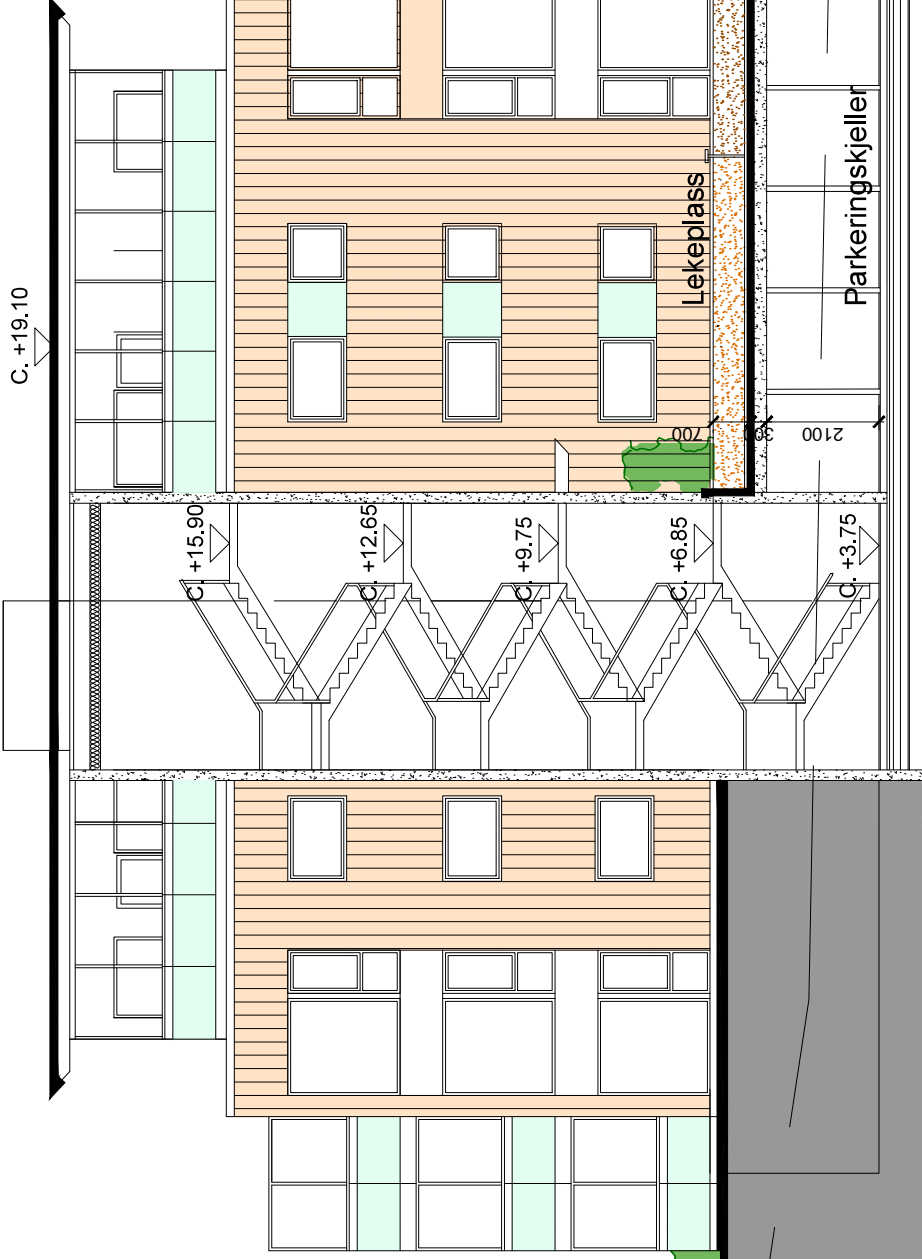 C. +19.10
Lekeplass
Parkeringskjeller
700
300
2100
C. +15.90
C. +12.65
C. +9.75
C. +6.85
C. +3.75